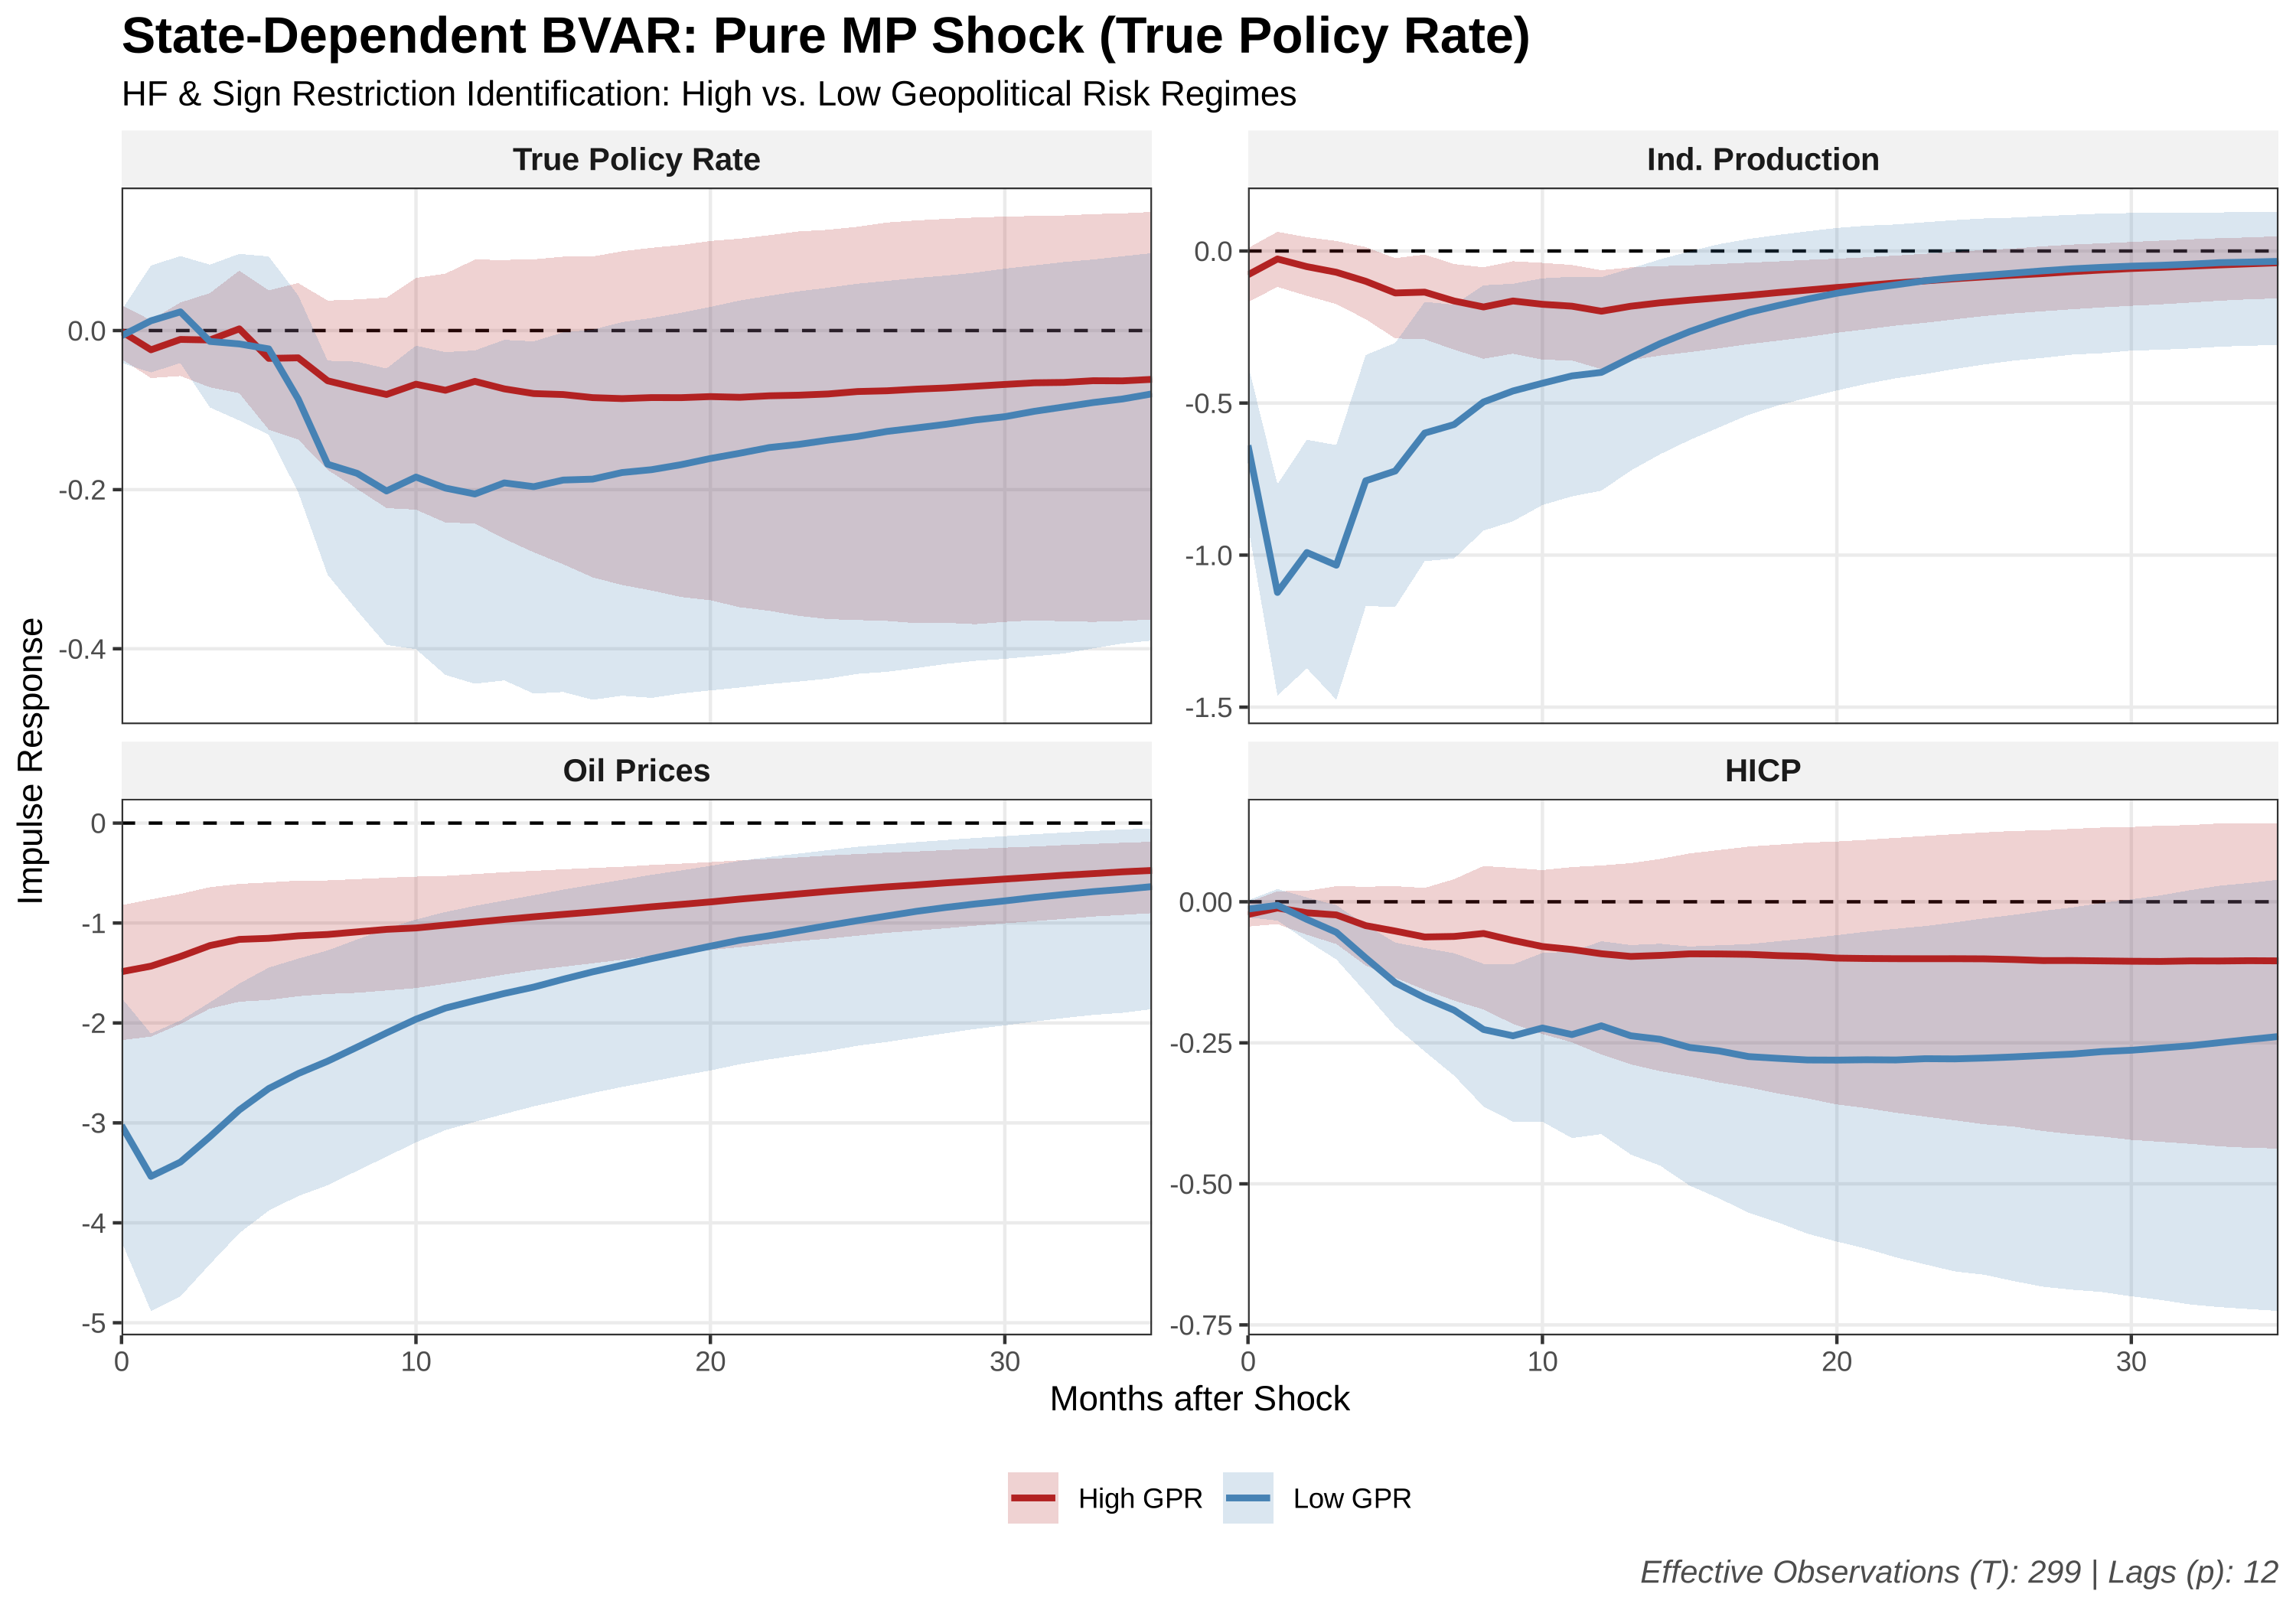 State-Dependent BVAR: Pure MP Shock (True Policy Rate)
HF & Sign Restriction Identification: High vs. Low Geopolitical Risk Regimes
True Policy Rate
0.0
-0.2
-0.4
Ind. Production
0.0
-0.5
-1.0
-1.5
Impulse Response
Oil Prices
0
-1
-2
-3
-4
-5
0 10 20 30
HICP
0.00
-0.25
-0.50
-0.75
0 10 20 30
Months after Shock
High GPR
Low GPR
Effective Observations (T): 299 | Lags (p): 12